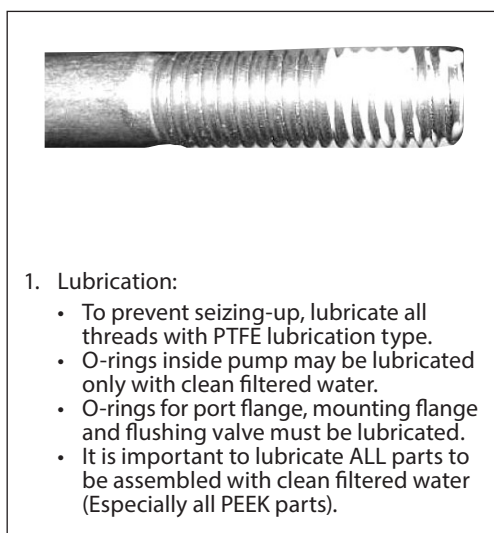 1. Lubrication:
• To prevent seizing-up, lubricate all
threads with PTFE lubrication type.
• O-rings inside pump may be lubricated
only with clean filtered water.
• O-rings for port flange, mounting flange
and flushing valve must be lubricated.
• It is important to lubricate ALL parts to
be assembled with clean filtered water
(Especially all PEEK parts).